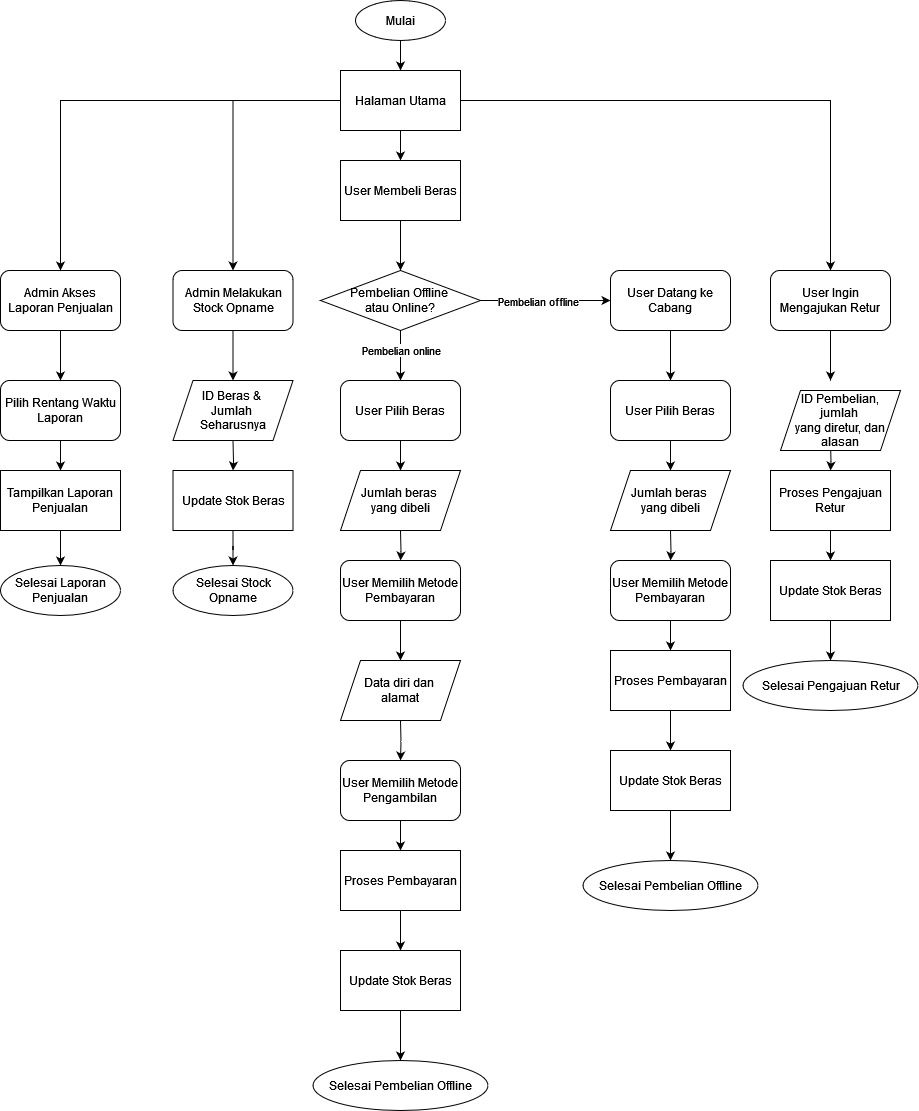 Mulai
Halaman Utama
User Membeli Beras
Admin Akses
Laporan Penjualan
Admin Melakukan
Stock Opname
Pembelian Offline
atau Online?
Pembelian offline
User Datang ke
Cabang
User Ingin
Mengajukan Retur
Pembelian online
Pilih Rentang Waktu
Laporan
ID Beras &
Jumlah
Seharusnya
User Pilih Beras
User Pilih Beras
ID Pembelian,
jumlah
yang diretur, dan
alasan
Tampilkan Laporan
Penjualan
Update Stok Beras
Jumlah beras
yang dibeli
Jumlah beras
yang dibeli
Proses Pengajuan
Retur
Selesai Laporan
Penjualan
Selesai Stock
Opname
User Memilih Metode
Pembayaran
User Memilih Metode
Pembayaran
Update Stok Beras
Data diri dan
alamat
Proses Pembayaran
Selesai Pengajuan Retur
User Memilih Metode
Pengambilan
Update Stok Beras
Proses Pembayaran
Selesai Pembelian Offline
Update Stok Beras
Selesai Pembelian Offline